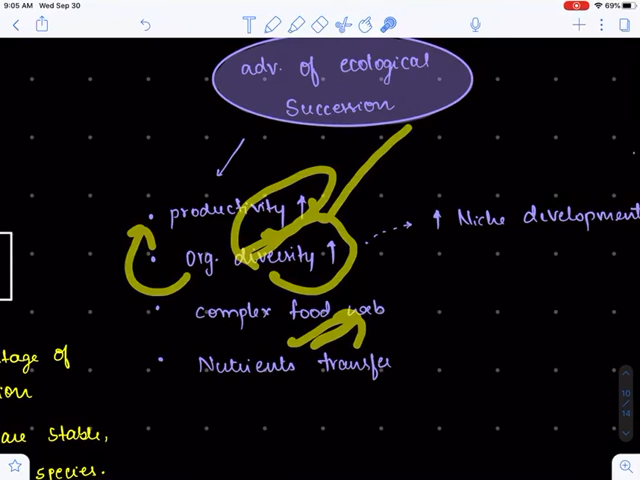 9:05 AM Wed Sep 30
69%
adv. of ecological
Succession
• productivity ↑
• Org. diversity ↑ ⇢ ↑ Niche development
• complex food web
• Nutrients transfer
tage of
ion
are stable,
species.
10
/
14